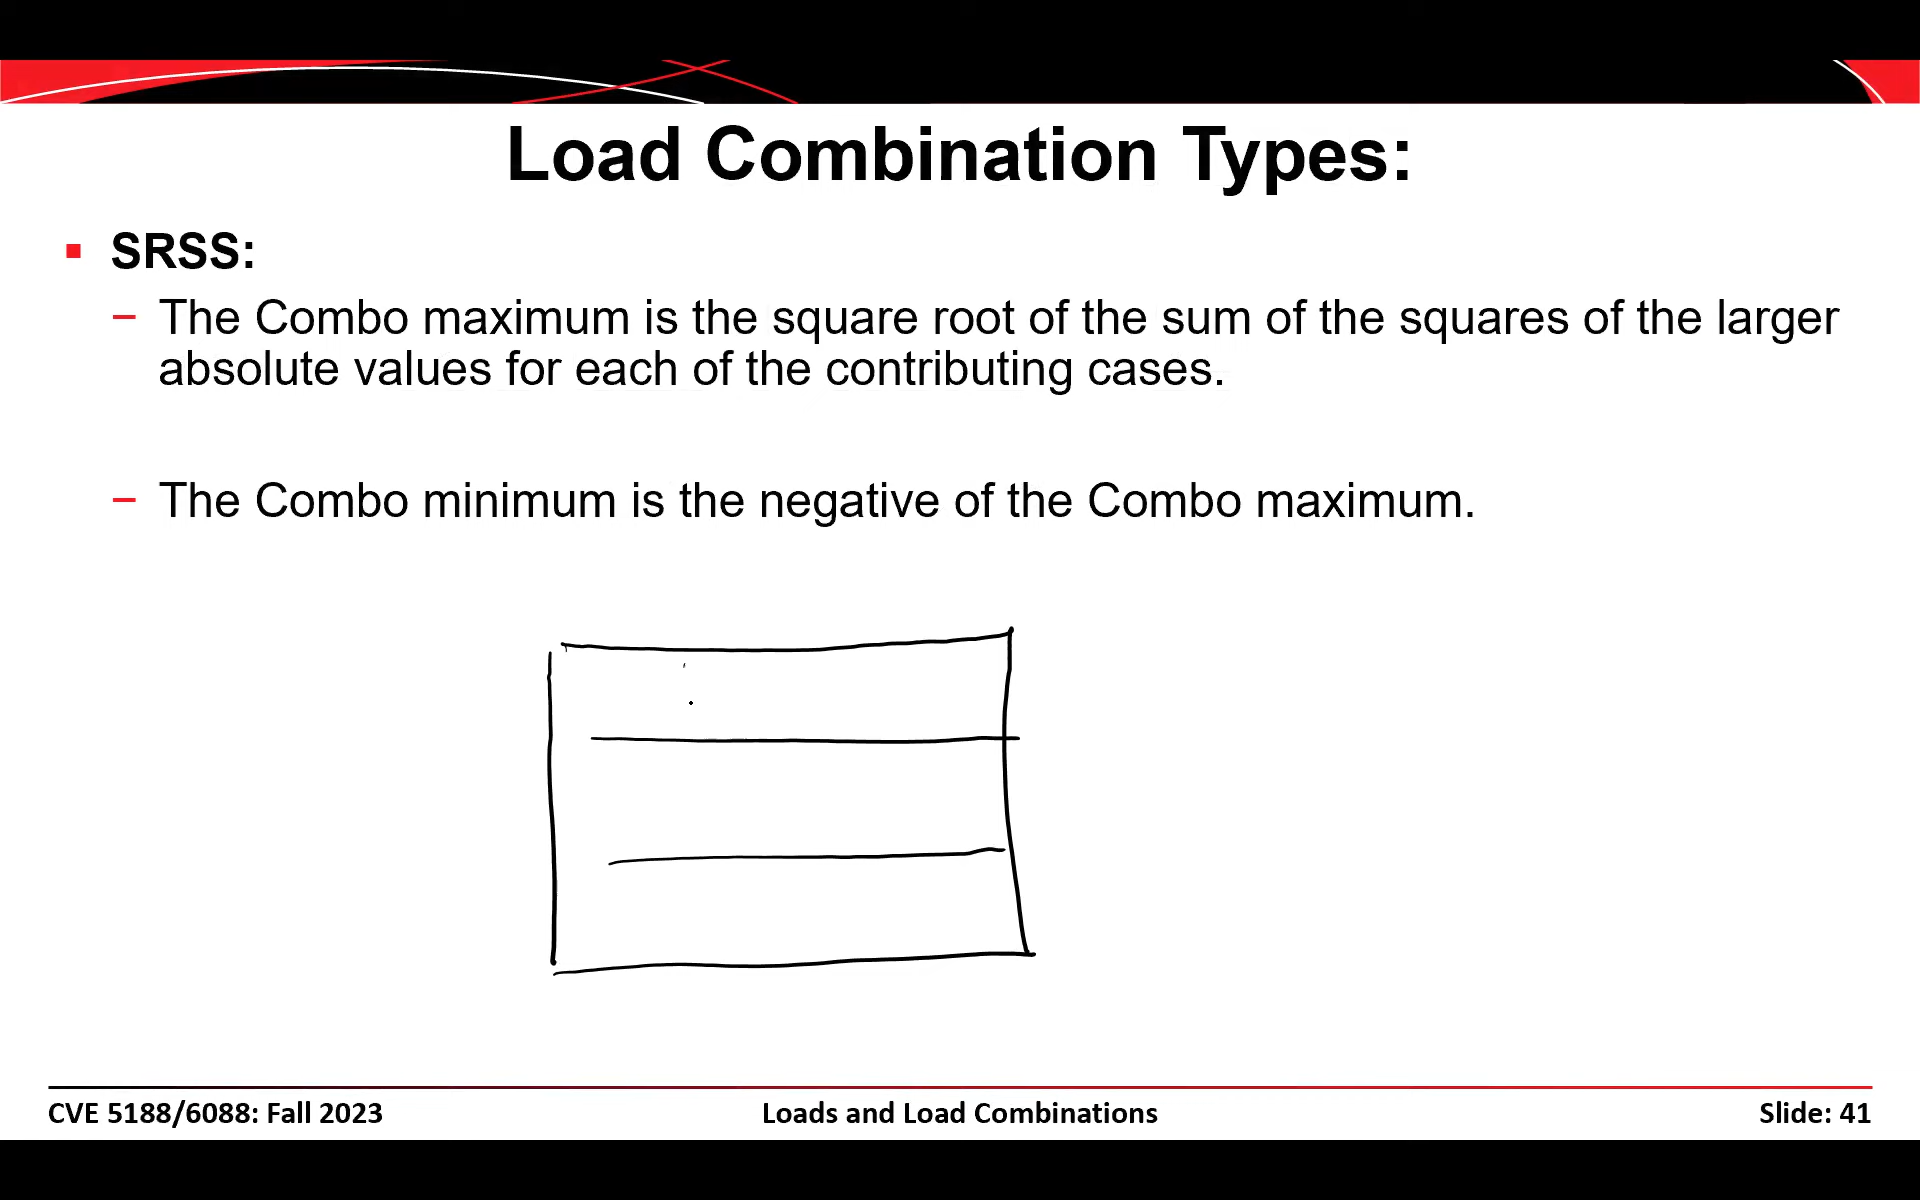 Load Combination Types:
▪ SRSS:
– The Combo maximum is the square root of the sum of the squares of the larger
absolute values for each of the contributing cases.
– The Combo minimum is the negative of the Combo maximum.
CVE 5188/6088: Fall 2023
Loads and Load Combinations
Slide: 41